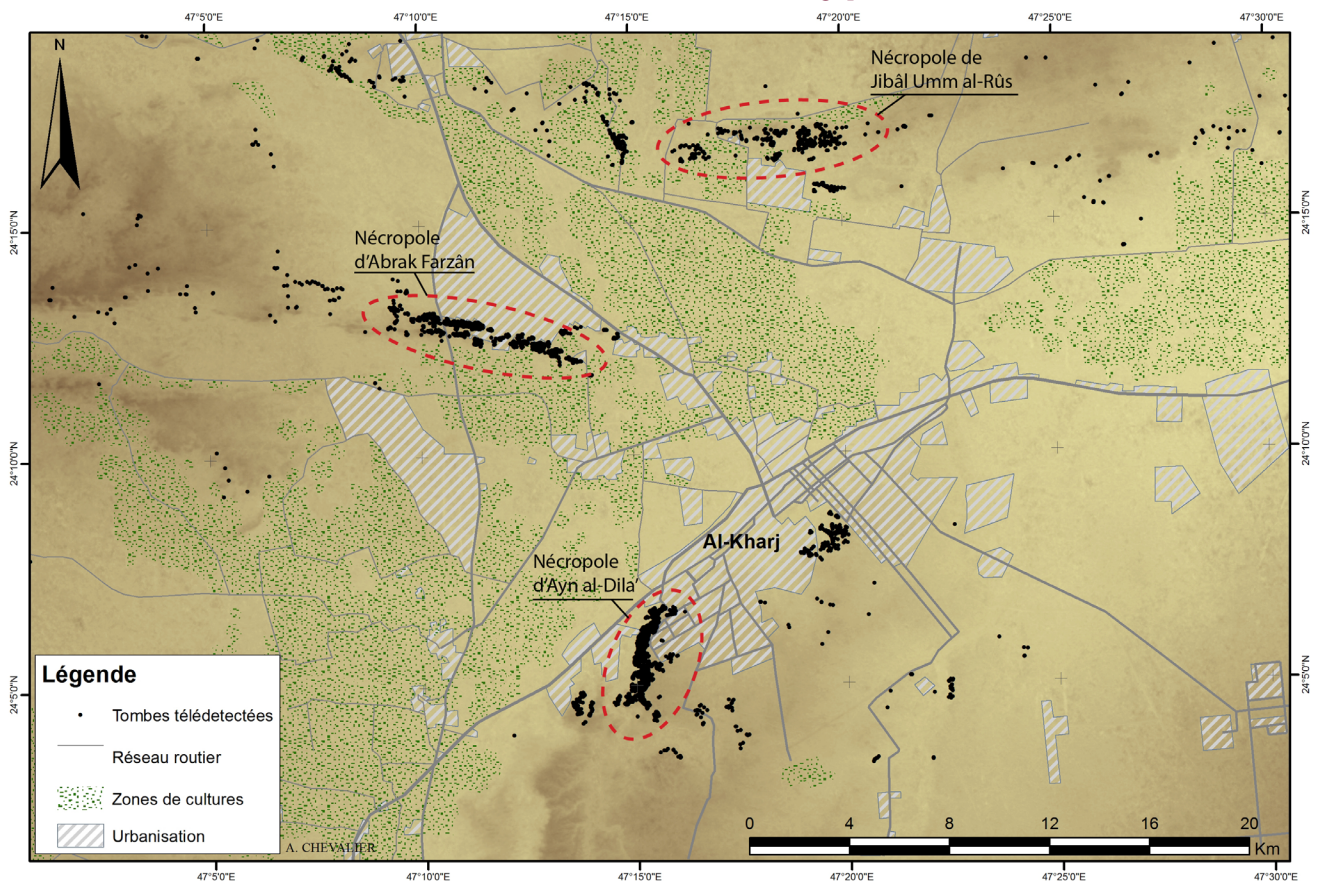 47°5'0"E
47°10'0"E
47°15'0"E
47°20'0"E
47°25'0"E
47°30'0"E
N
Nécropole de
Jibâl Umm al-Rûs
24°15'0"N
24°15'0"N
Nécropole
d'Abrak Farzân
24°10'0"N
24°10'0"N
Al-Kharj
Nécropole
d'Ayn al-Dila'
24°5'0"N
24°5'0"N
Légende
Tombes télédetectées
Réseau routier
Zones de cultures
Urbanisation
A. CHEVALIER
0 4 8 12 16 20
Km
47°5'0"E
47°10'0"E
47°15'0"E
47°20'0"E
47°25'0"E
47°30'0"E